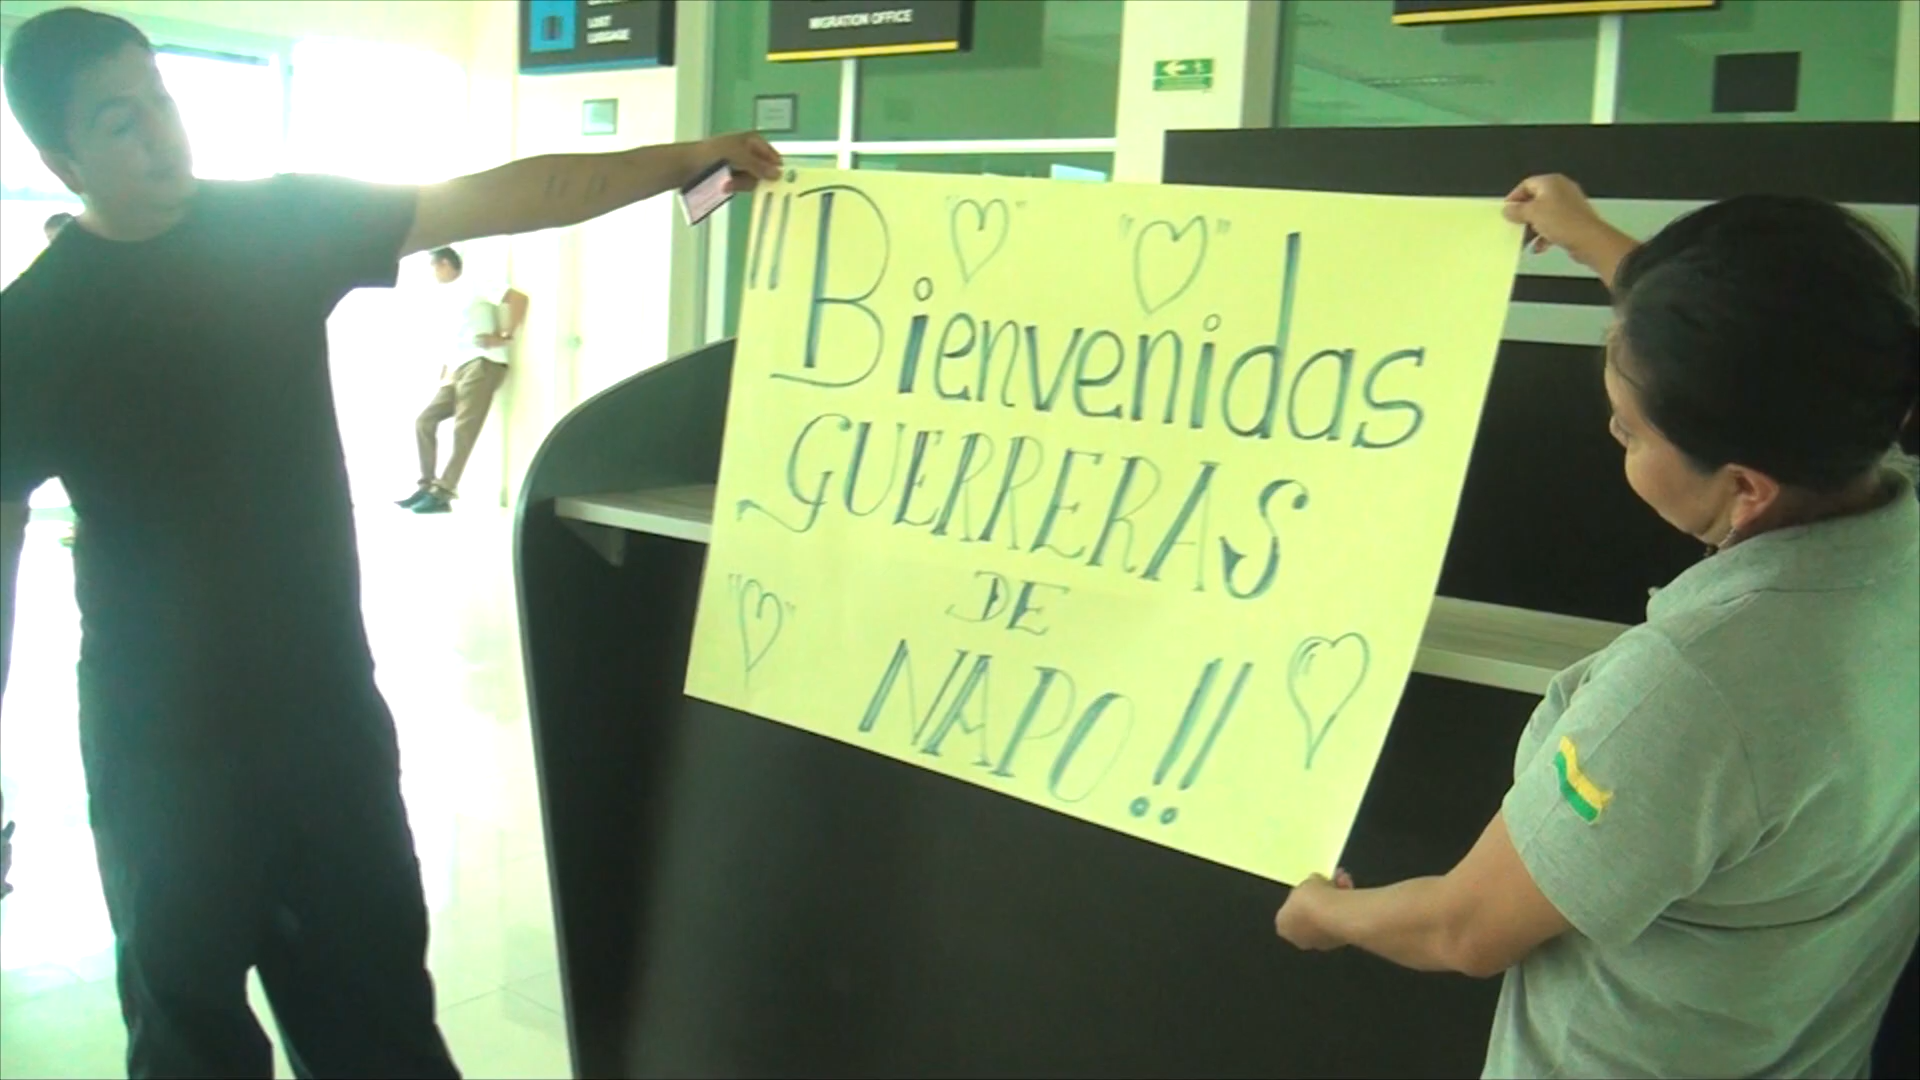 LOST
LUGGAGE
MIGRATION OFFICE
"Bienvenidas
GUERRERAS
DE
NAPO!!